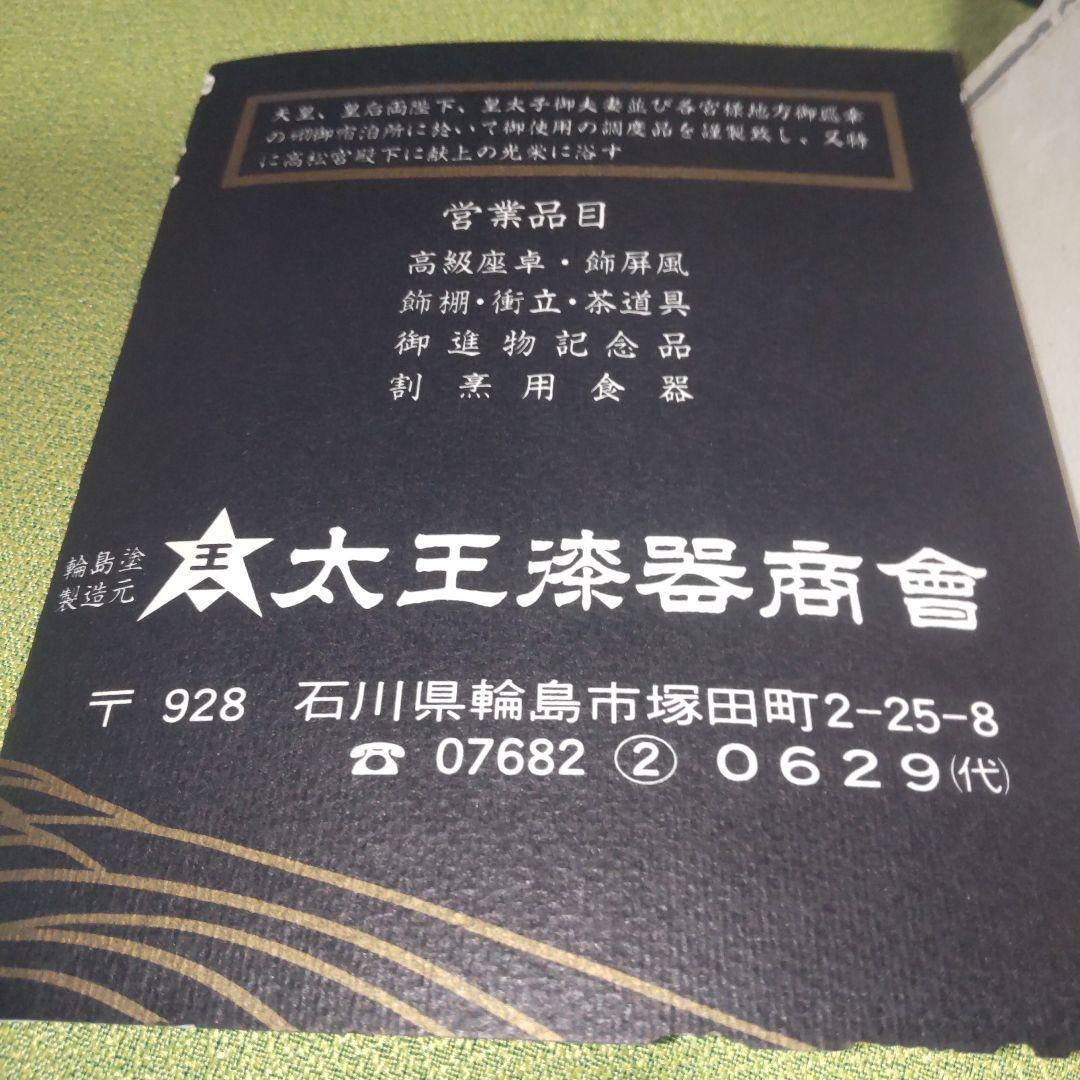 天皇、皇后両陛下、皇太子御夫妻並び各宮様地方御巡幸
の御宿泊所に於いて御使用の調度品を謹製致し、又特
に高松宮殿下に献上の光栄に浴す
営業品目
高級座卓・飾屏風
飾棚・衝立・茶道具
御進物記念品
割烹用食器
輪島塗
製造元
王
太王漆器商會
〒 928 石川県輪島市塚田町2-25-8
☎ 07682 ② 0629(代)